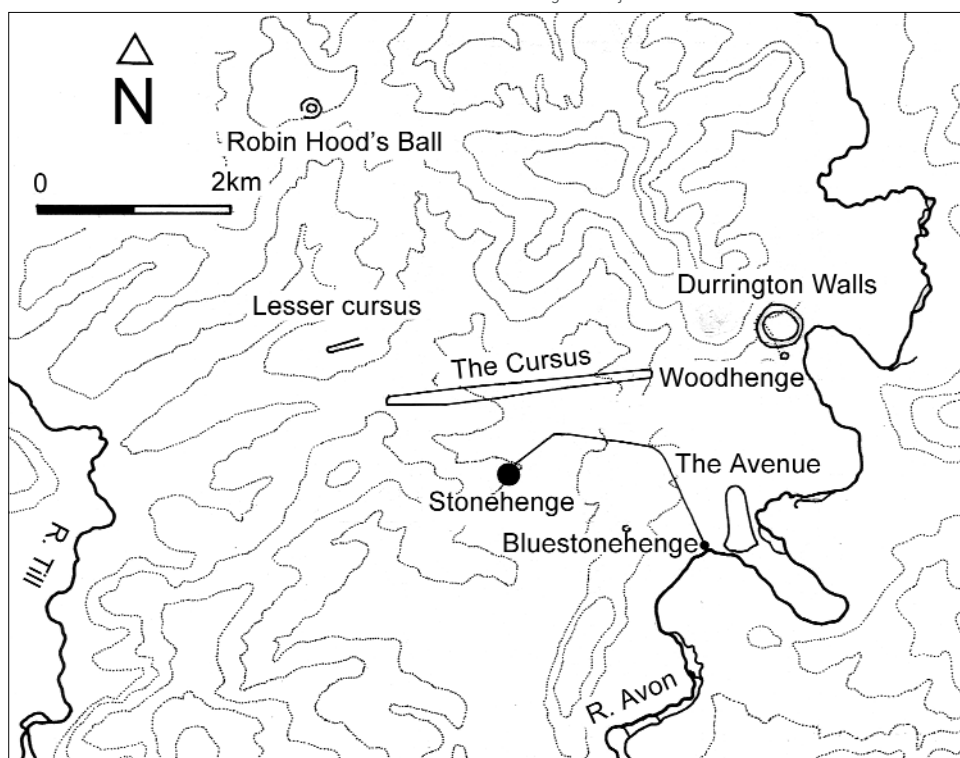 N
Robin Hood's Ball
0 2km
Durrington Walls
Lesser cursus
The Cursus
Woodhenge
The Avenue
Stonehenge
Bluestonehenge
R. Till
R. Avon